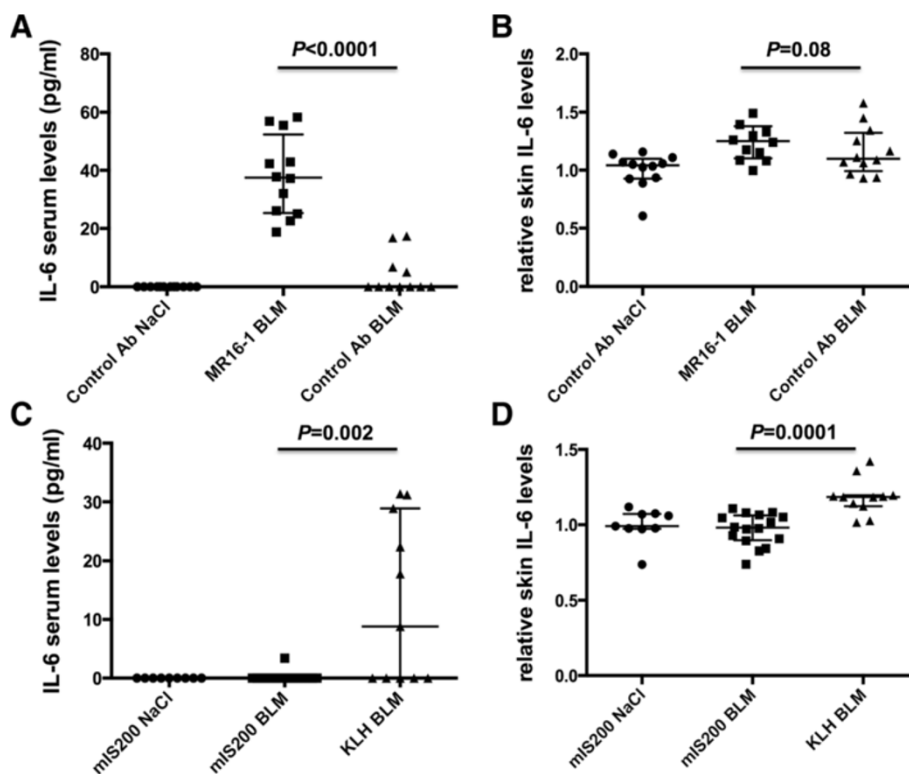 A
IL-6 serum levels (pg/ml)
80
60
40
20
0
P<0.0001
Control Ab NaCl
MR16-1 BLM
Control Ab BLM
B
relative skin IL-6 levels
2.0
1.5
1.0
0.5
0.0
P=0.08
Control Ab NaCl
MR16-1 BLM
Control Ab BLM
C
IL-6 serum levels (pg/ml)
40
30
20
10
0
P=0.002
mIS200 NaCl
mIS200 BLM
KLH BLM
D
relative skin IL-6 levels
1.5
1.0
0.5
0.0
P=0.0001
mIS200 NaCl
mIS200 BLM
KLH BLM